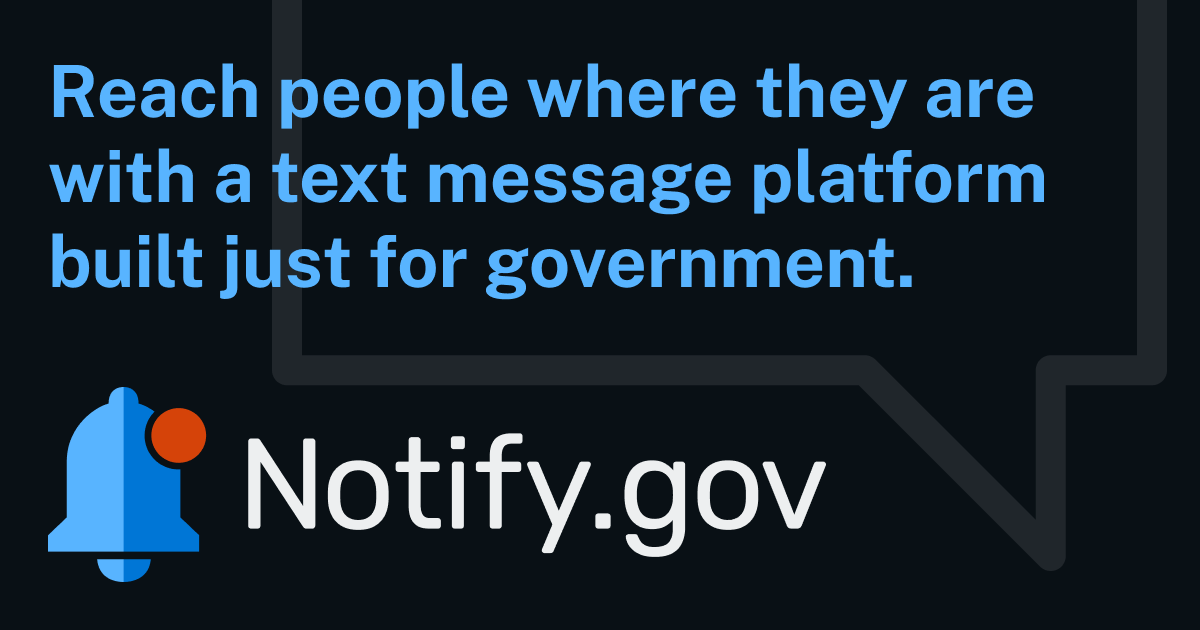 Reach people where they are
with a text message platform
built just for government.
Notify.gov